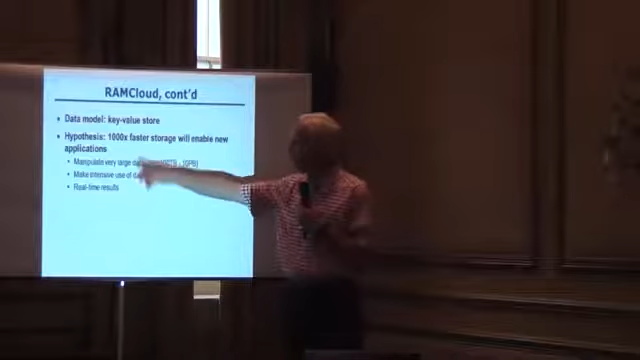 RAMCloud, cont'd
• Data model: key-value store
• Hypothesis: 1000x faster storage will enable new
applications
• Manipulate very large 10PB)
• Make intensive use of
• Real-time results